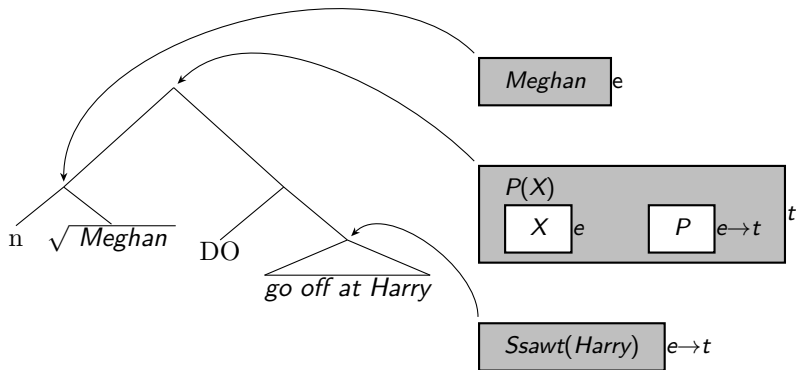 Meghan e
P(X)
X e P e→t t
n √Meghan
DO
go off at Harry
Ssawt(Harry) e→t